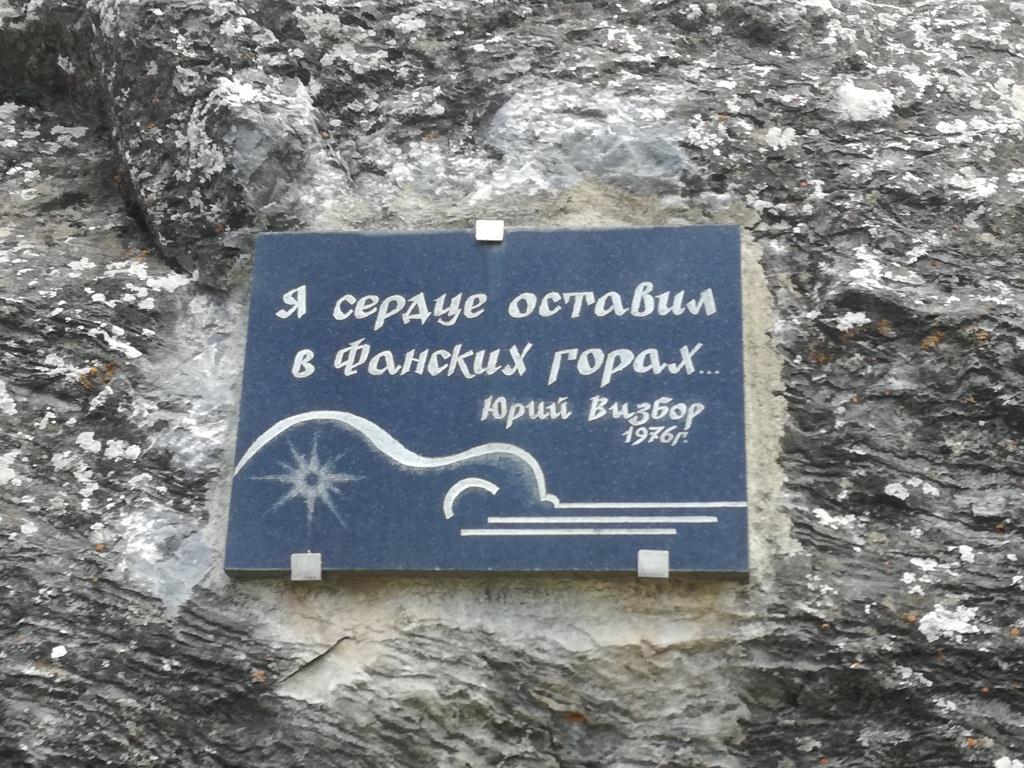 Я сердце оставил
в Фанских горах...
Юрий Визбор
1976г.